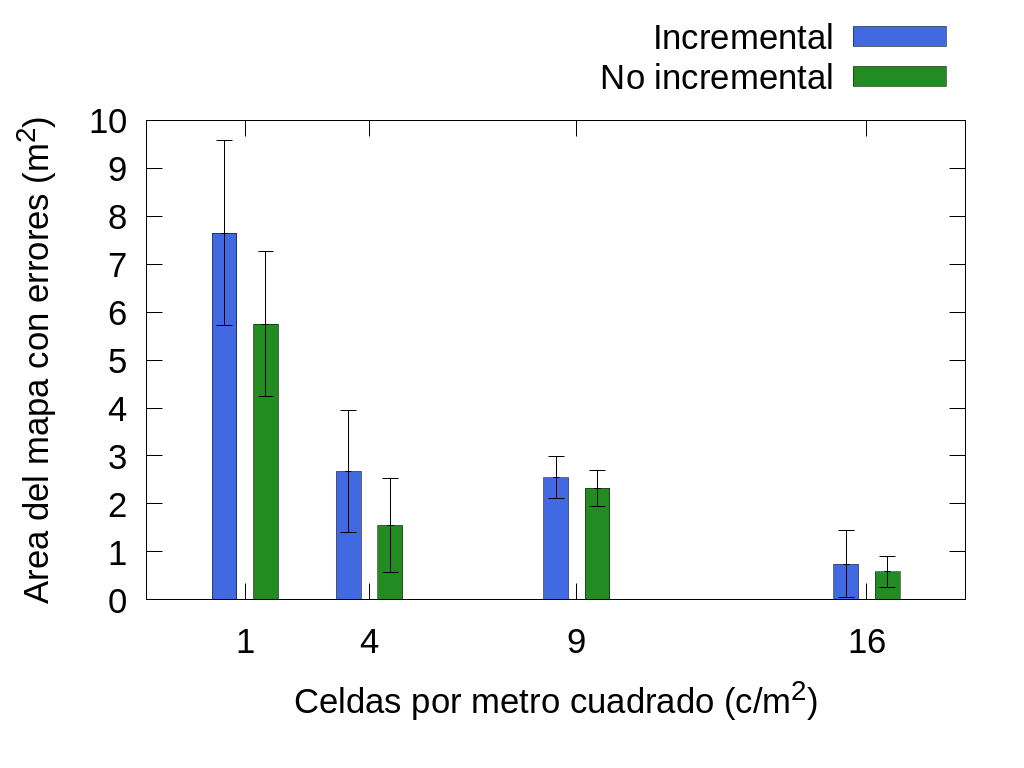 Incremental
No incremental
Area del mapa con errores (m²)
10
9
8
7
6
5
4
3
2
1
0
1 4 9 16
Celdas por metro cuadrado (c/m²)